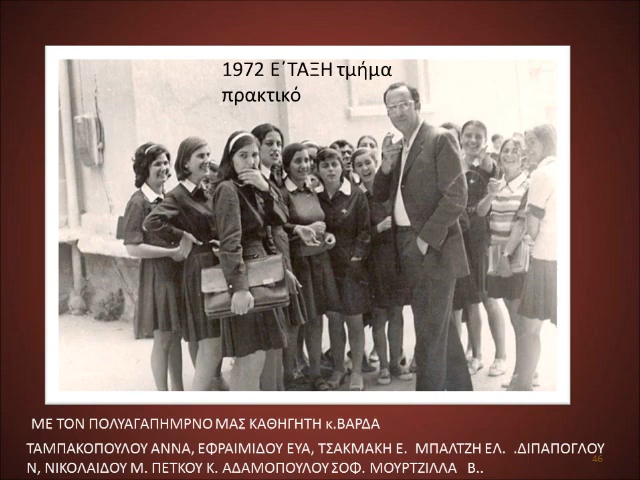 1972 Ε΄ΤΑΞΗ τμήμα
πρακτικό
ΜΕ ΤΟΝ ΠΟΛΥΑΓΑΠΗΜΡΝΟ ΜΑΣ ΚΑΘΗΓΗΤΗ κ.ΒΑΡΔΑ
ΤΑΜΠΑΚΟΠΟΥΛΟΥ ΑΝΝΑ, ΕΦΡΑΙΜΙΔΟΥ ΕΥΑ, ΤΣΑΚΜΑΚΗ Ε. ΜΠΑΛΤΖΗ ΕΛ. .ΔΙΠΑΠΟΓΛΟΥ
Ν, ΝΙΚΟΛΑΙΔΟΥ Μ. ΠΕΤΚΟΥ Κ. ΑΔΑΜΟΠΟΥΛΟΥ ΣΟΦ. ΜΟΥΡΤΖΙΛΛΑ Β..
46